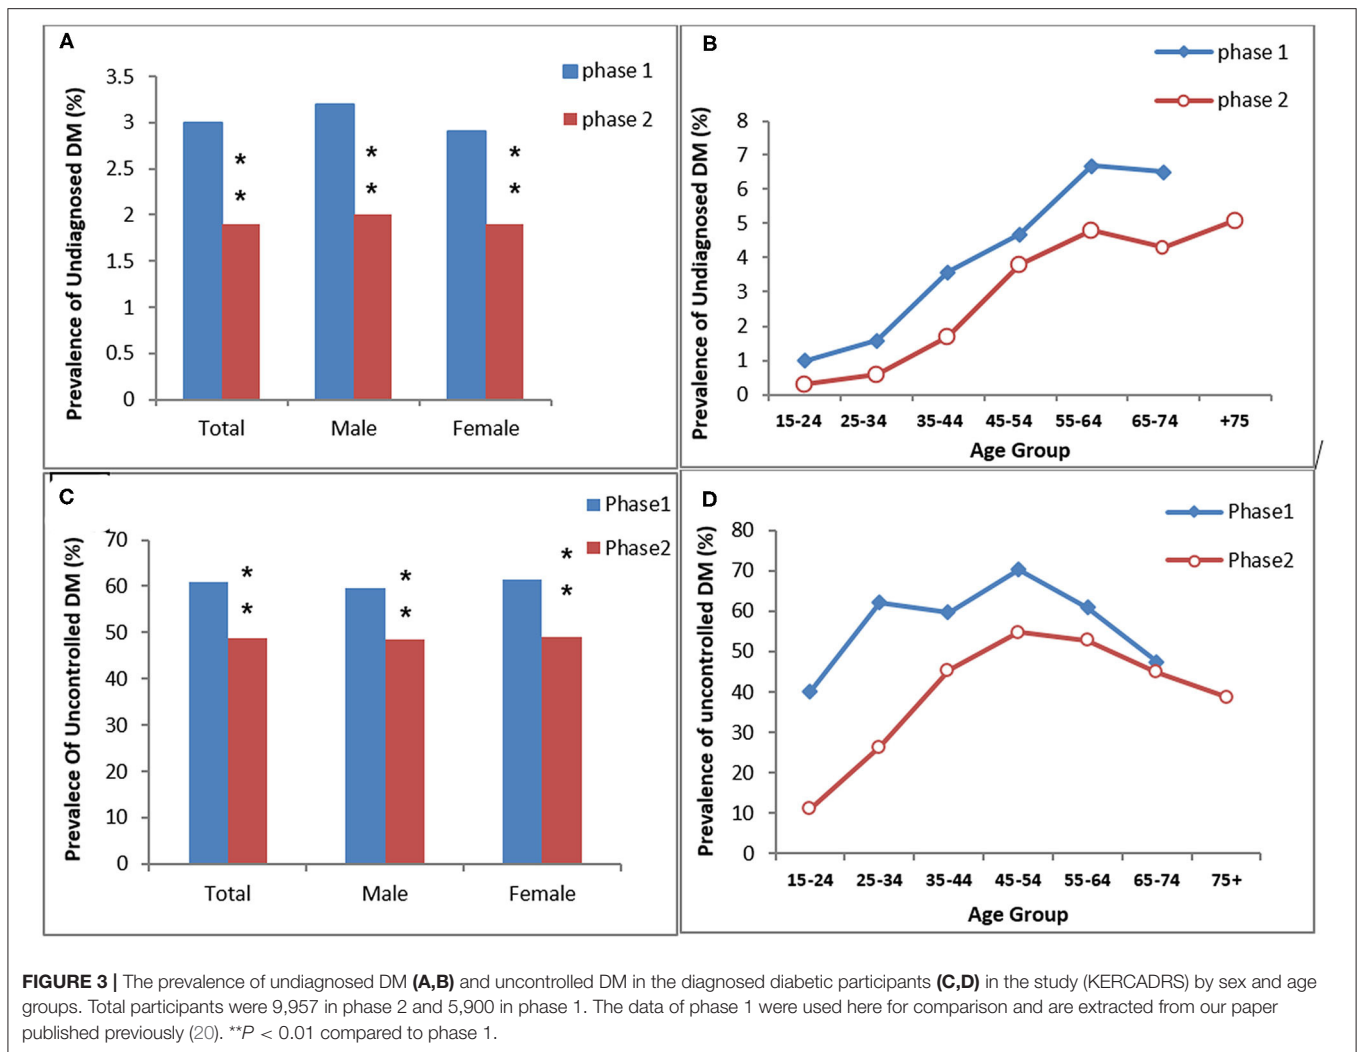 A
phase 1
phase 2
Prevalence of Undiagnosed DM (%)
3.5
3
2.5
2
1.5
1
0.5
0
* * *
* * *
Total Male Female
B
phase 1
phase 2
Prevalence of Undiagnosed DM (%)
8
7
6
5
4
3
2
1
0
15-24 25-34 35-44 45-54 55-64 65-74 +75
Age Group
C
Phase1
Phase2
Prevalece Of Uncontrolled DM (%)
70
60
50
40
30
20
10
0
* * *
* * *
Total Male Female
D
Phase1
Phase2
Prevalence of uncontrolled DM (%)
80
70
60
50
40
30
20
10
0
15-24 25-34 35-44 45-54 55-64 65-74 75+
Age Group
FIGURE 3 | The prevalence of undiagnosed DM (A,B) and uncontrolled DM in the diagnosed diabetic participants (C,D) in the study (KERCADRS) by sex and age
groups. Total participants were 9,957 in phase 2 and 5,900 in phase 1. The data of phase 1 were used here for comparison and are extracted from our paper
published previously (20). **P < 0.01 compared to phase 1.